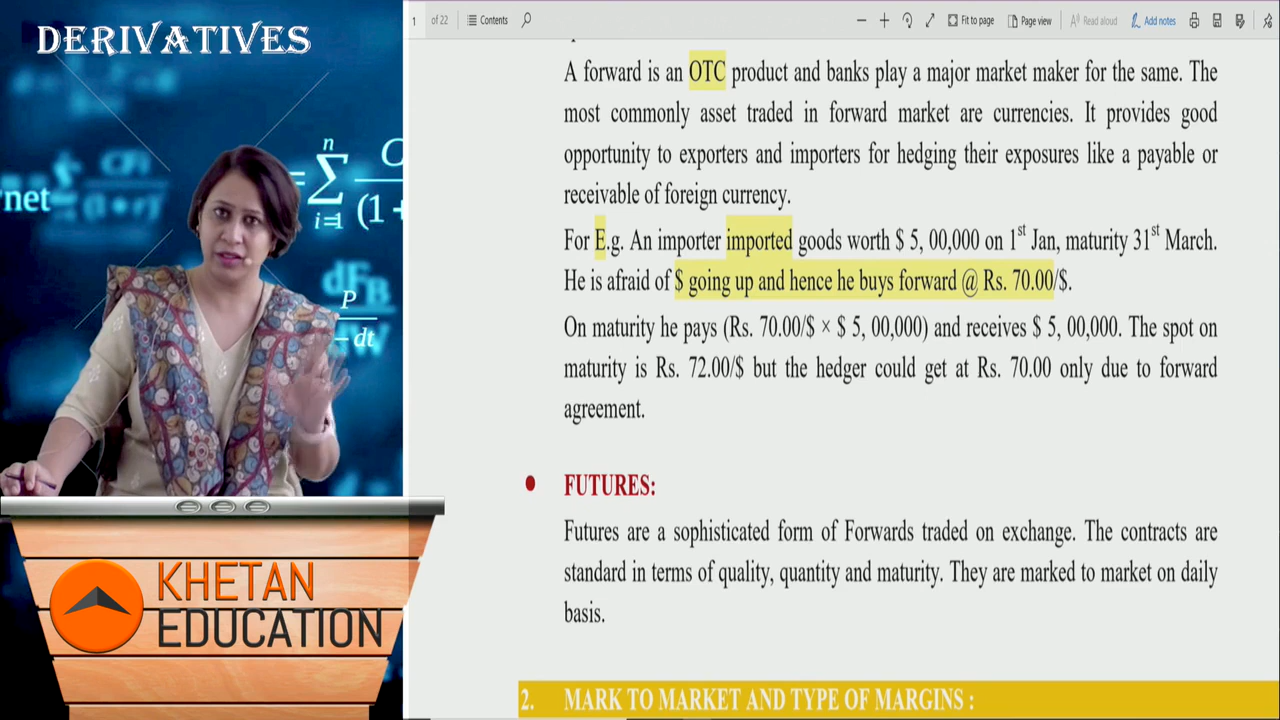 DERIVATIVES
1 of 22 Contents Fit to page Page view Read aloud Add notes
A forward is an OTC product and banks play a major market maker for the same. The
most commonly asset traded in forward market are currencies. It provides good
opportunity to exporters and importers for hedging their exposures like a payable or
receivable of foreign currency.
For E.g. An importer imported goods worth $ 5, 00,000 on 1st Jan, maturity 31st March.
He is afraid of $ going up and hence he buys forward @ Rs. 70.00/$.
On maturity he pays (Rs. 70.00/$ × $ 5, 00,000) and receives $ 5, 00,000. The spot on
maturity is Rs. 72.00/$ but the hedger could get at Rs. 70.00 only due to forward
agreement.
• FUTURES:
Futures are a sophisticated form of Forwards traded on exchange. The contracts are
standard in terms of quality, quantity and maturity. They are marked to market on daily
basis.
2. MARK TO MARKET AND TYPE OF MARGINS :
net
n
=∑
i=1
(1+
dF
B
P
-dt
KHETAN
EDUCATION